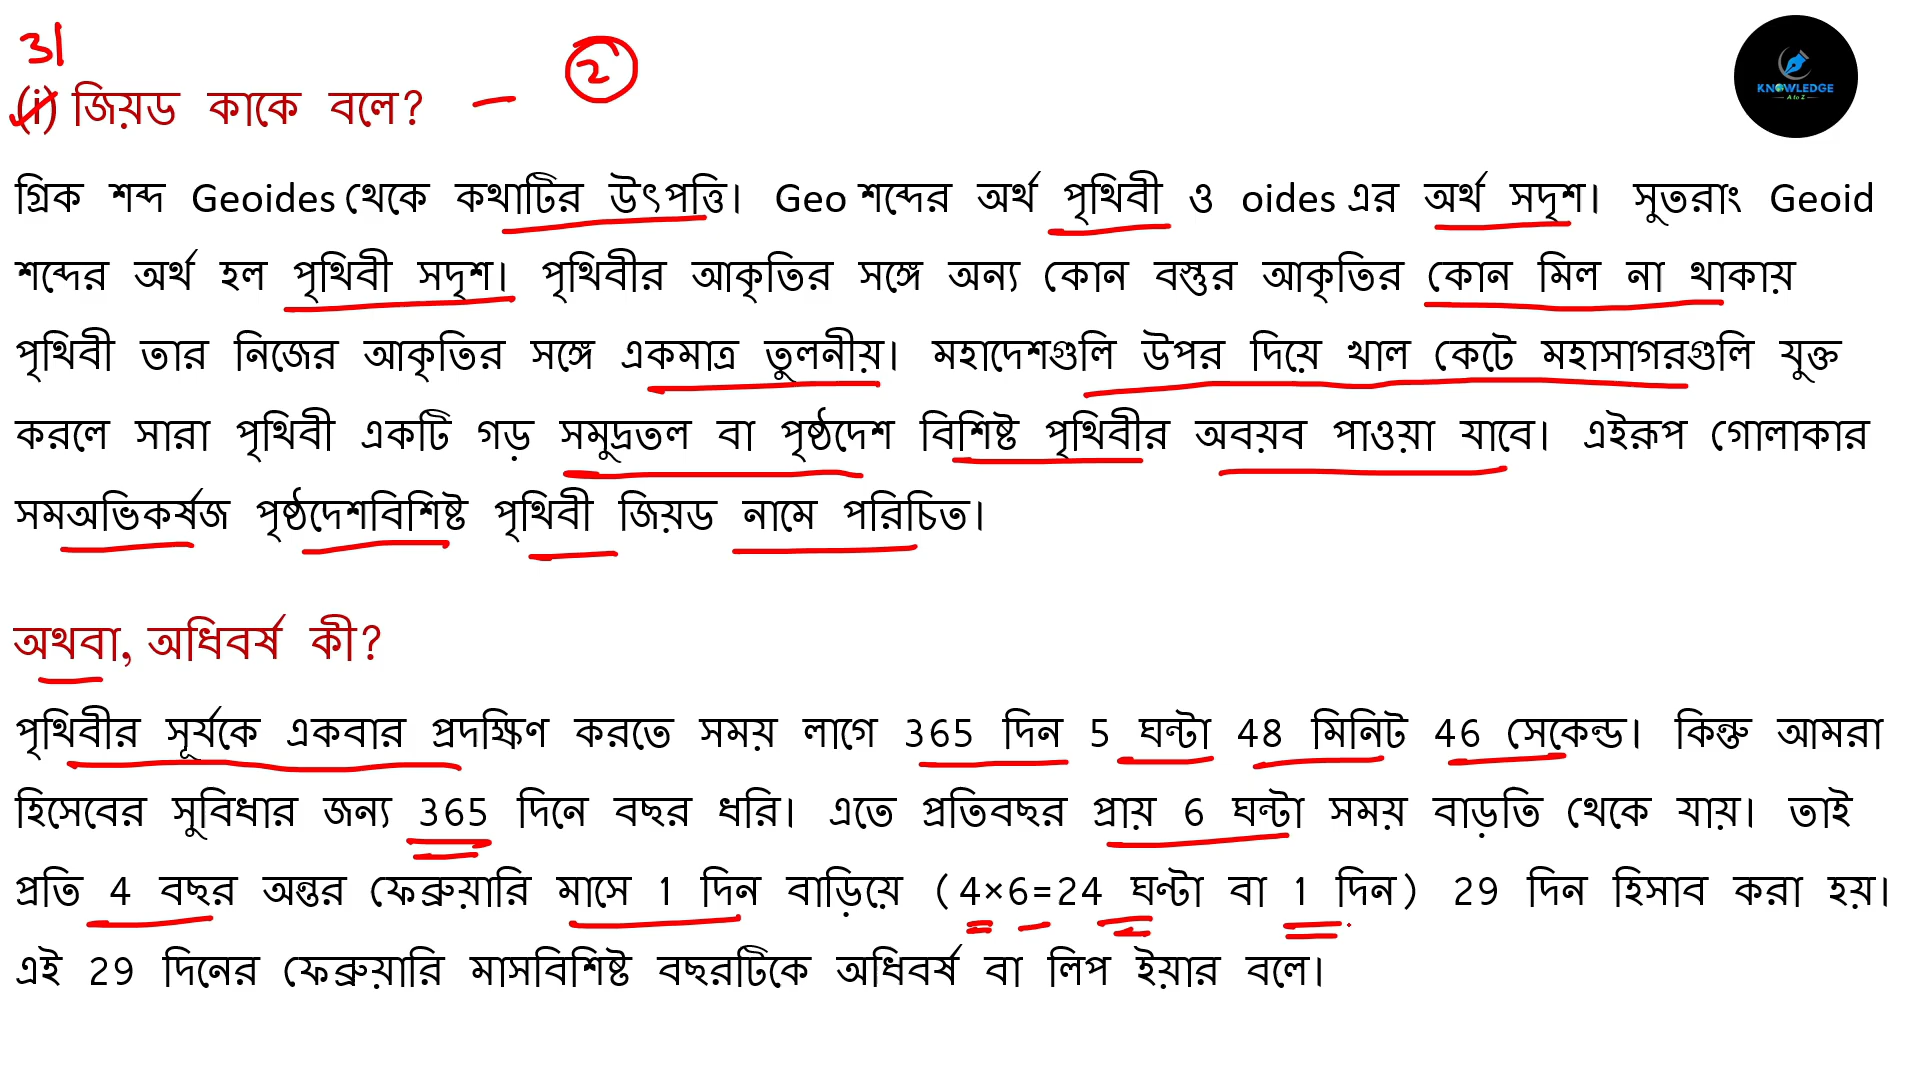 3|
2
KNOWLEDGE
A to Z
(i) জিয়ড কাকে বলে? —
গ্রিক শব্দ Geoides থেকে কথাটির উৎপত্তি। Geo শব্দের অর্থ পৃথিবী ও oides এর অর্থ সদৃশ। সুতরাং Geoid
শব্দের অর্থ হল পৃথিবী সদৃশ। পৃথিবীর আকৃতির সঙ্গে অন্য কোন বস্তুর আকৃতির কোন মিল না থাকায়
পৃথিবী তার নিজের আকৃতির সঙ্গে একমাত্র তুলনীয়। মহাদেশগুলি উপর দিয়ে খাল কেটে মহাসাগরগুলি যুক্ত
করলে সারা পৃথিবী একটি গড় সমুদ্রতল বা পৃষ্ঠদেশ বিশিষ্ট পৃথিবীর অবয়ব পাওয়া যাবে। এইরূপ গোলাকার
সমঅভিকর্ষজ পৃষ্ঠদেশবিশিষ্ট পৃথিবী জিয়ড নামে পরিচিত।
অথবা, অধিবর্ষ কী?
পৃথিবীর সূর্যকে একবার প্রদক্ষিণ করতে সময় লাগে 365 দিন 5 ঘন্টা 48 মিনিট 46 সেকেন্ড। কিন্তু আমরা
হিসেবের সুবিধার জন্য 365 দিনে বছর ধরি। এতে প্রতিবছর প্রায় 6 ঘন্টা সময় বাড়তি থেকে যায়। তাই
প্রতি 4 বছর অন্তর ফেব্রুয়ারি মাসে 1 দিন বাড়িয়ে (4×6=24 ঘণ্টা বা 1 দিন) 29 দিন হিসাব করা হয়।
এই 29 দিনের ফেব্রুয়ারি মাসবিশিষ্ট বছরটিকে অধিবর্ষ বা লিপ ইয়ার বলে।